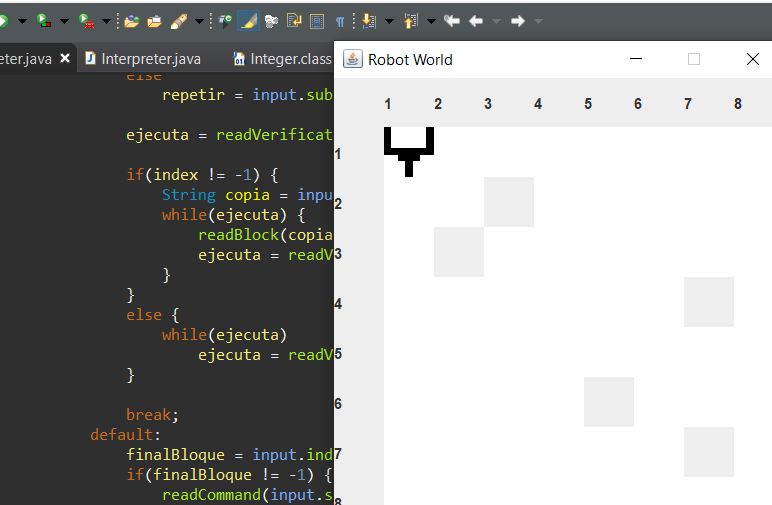 eter.java Interpreter.java Integer.class
else
repetir = input.sub
ejecuta = readVerificat
if(index != -1) {
String copia = inpu
while(ejecuta) {
readBlock(copia
ejecuta = readV
}
}
else {
while(ejecuta)
ejecuta = readV
}
break;
default:
finalBloque = input.ind
if(finalBloque != -1) {
readCommand(input.s
Robot World
1 2 3 4 5 6 7 8
1
2
3
4
5
6
7
8